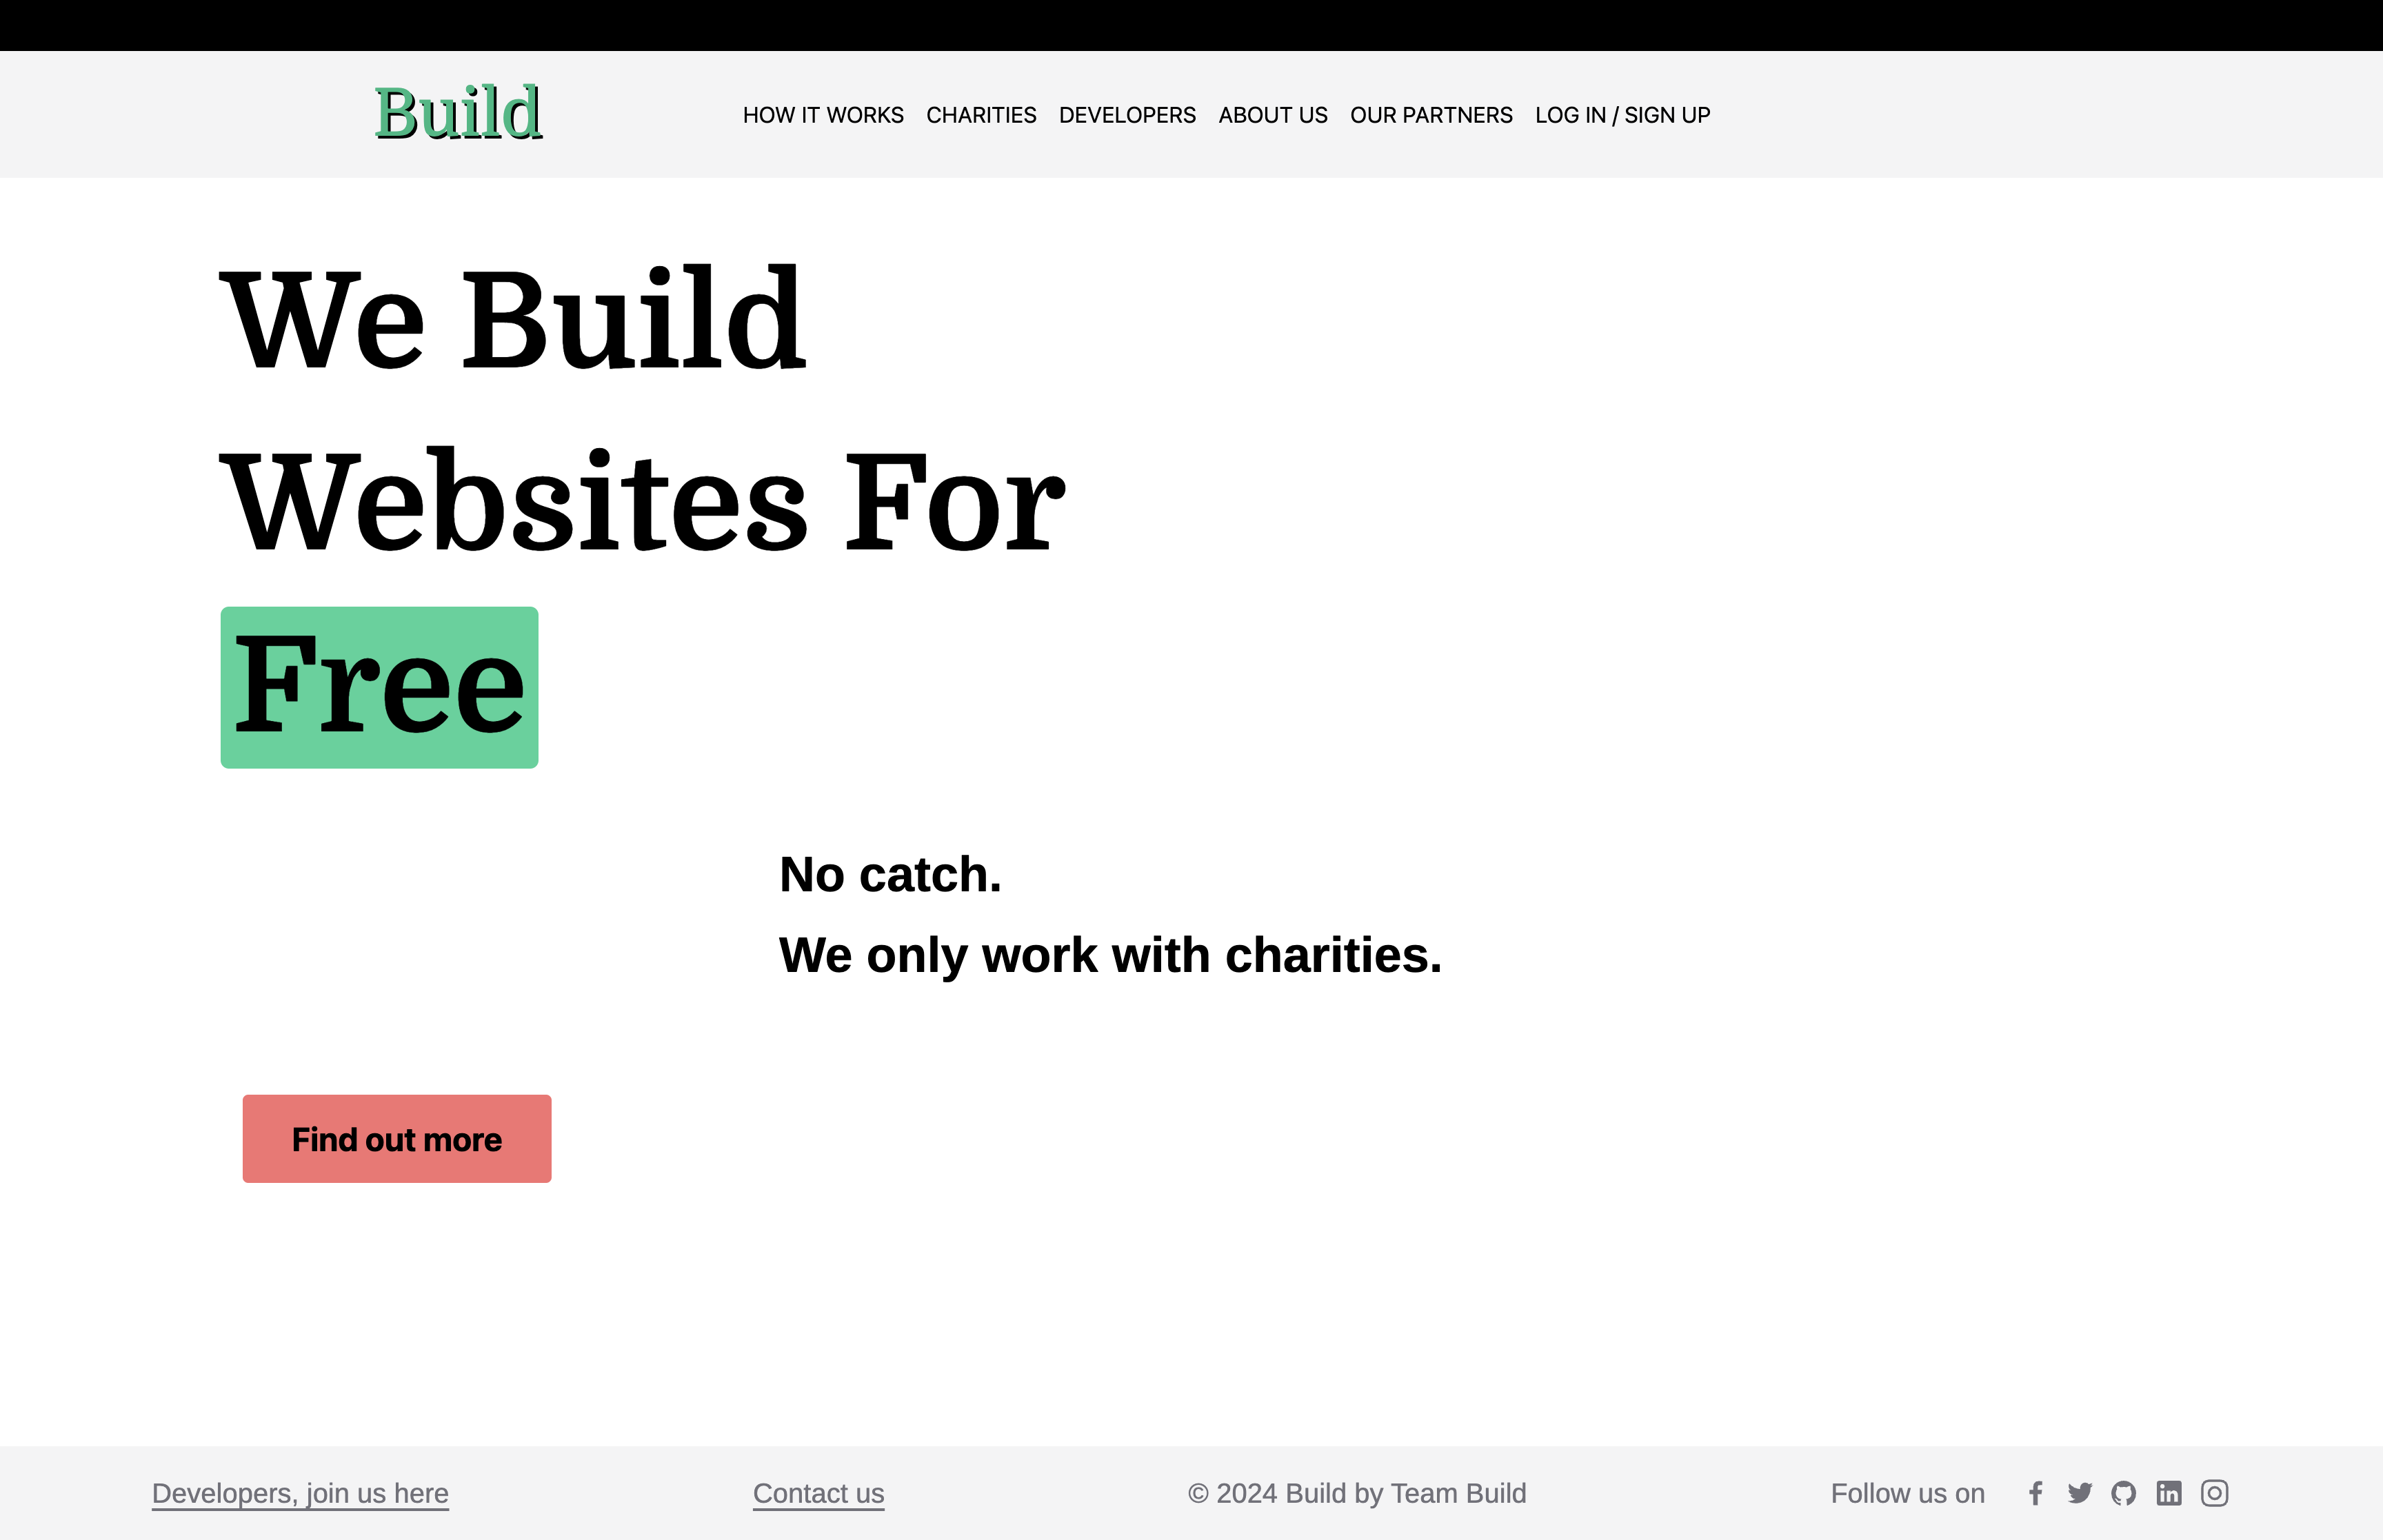 Build
HOW IT WORKS CHARITIES DEVELOPERS ABOUT US OUR PARTNERS LOG IN / SIGN UP
We Build
Websites For
Free
No catch.
We only work with charities.
Find out more
Developers, join us here Contact us © 2024 Build by Team Build Follow us on